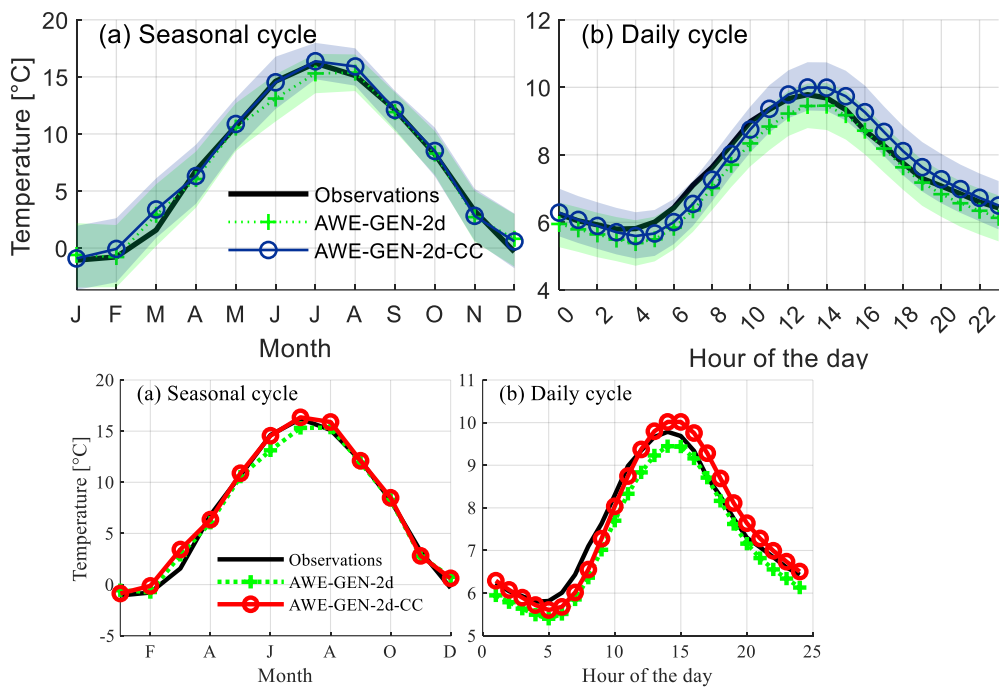 (a) Seasonal cycle
Temperature [°C]
20
15
10
5
0
Observations
AWE-GEN-2d
AWE-GEN-2d-CC
J F M A M J J A S O N D
Month
(b) Daily cycle
12
10
8
6
4
0 2 4 6 8 10 12 14 16 18 20 22
Hour of the day
(a) Seasonal cycle
Temperature [°C]
20
15
10
5
0
-5
Observations
AWE-GEN-2d
AWE-GEN-2d-CC
F A J A O D
Month
(b) Daily cycle
11
10
9
8
7
6
5
0 5 10 15 20 25
Hour of the day